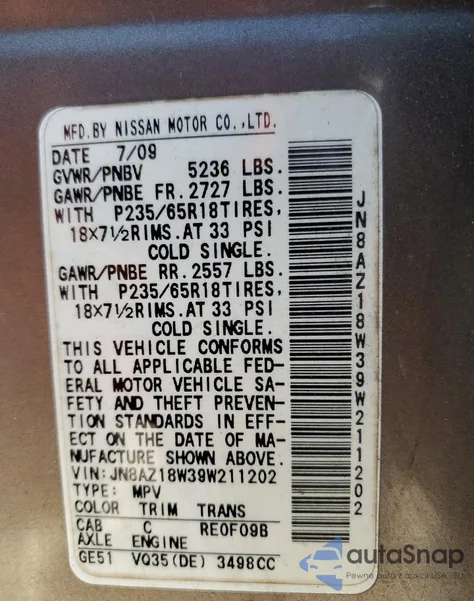 MFD.BY NISSAN MOTOR CO.,LTD.
DATE 7/09
GVWR/PNBV 5236 LBS.
GAWR/PNBE FR. 2727 LBS.
WITH P235/65R18TIRES,
18X7½RIMS.AT 33 PSI
COLD SINGLE.
GAWR/PNBE RR. 2557 LBS.
WITH P235/65R18TIRES,
18X7½RIMS.AT 33 PSI
COLD SINGLE.
THIS VEHICLE CONFORMS
TO ALL APPLICABLE FED-
ERAL MOTOR VEHICLE SA-
FETY AND THEFT PREVEN-
TION STANDARDS IN EFF-
ECT ON THE DATE OF MA-
NUFACTURE SHOWN ABOVE.
VIN:JN8AZ18W39W211202
TYPE: MPV
COLOR TRIM TRANS
CAB C RE0F09B
AXLE ENGINE
GE51 VQ35(DE) 3498CC
JN8AZ18W39W211202
autoSnap
Pewne auto z USA